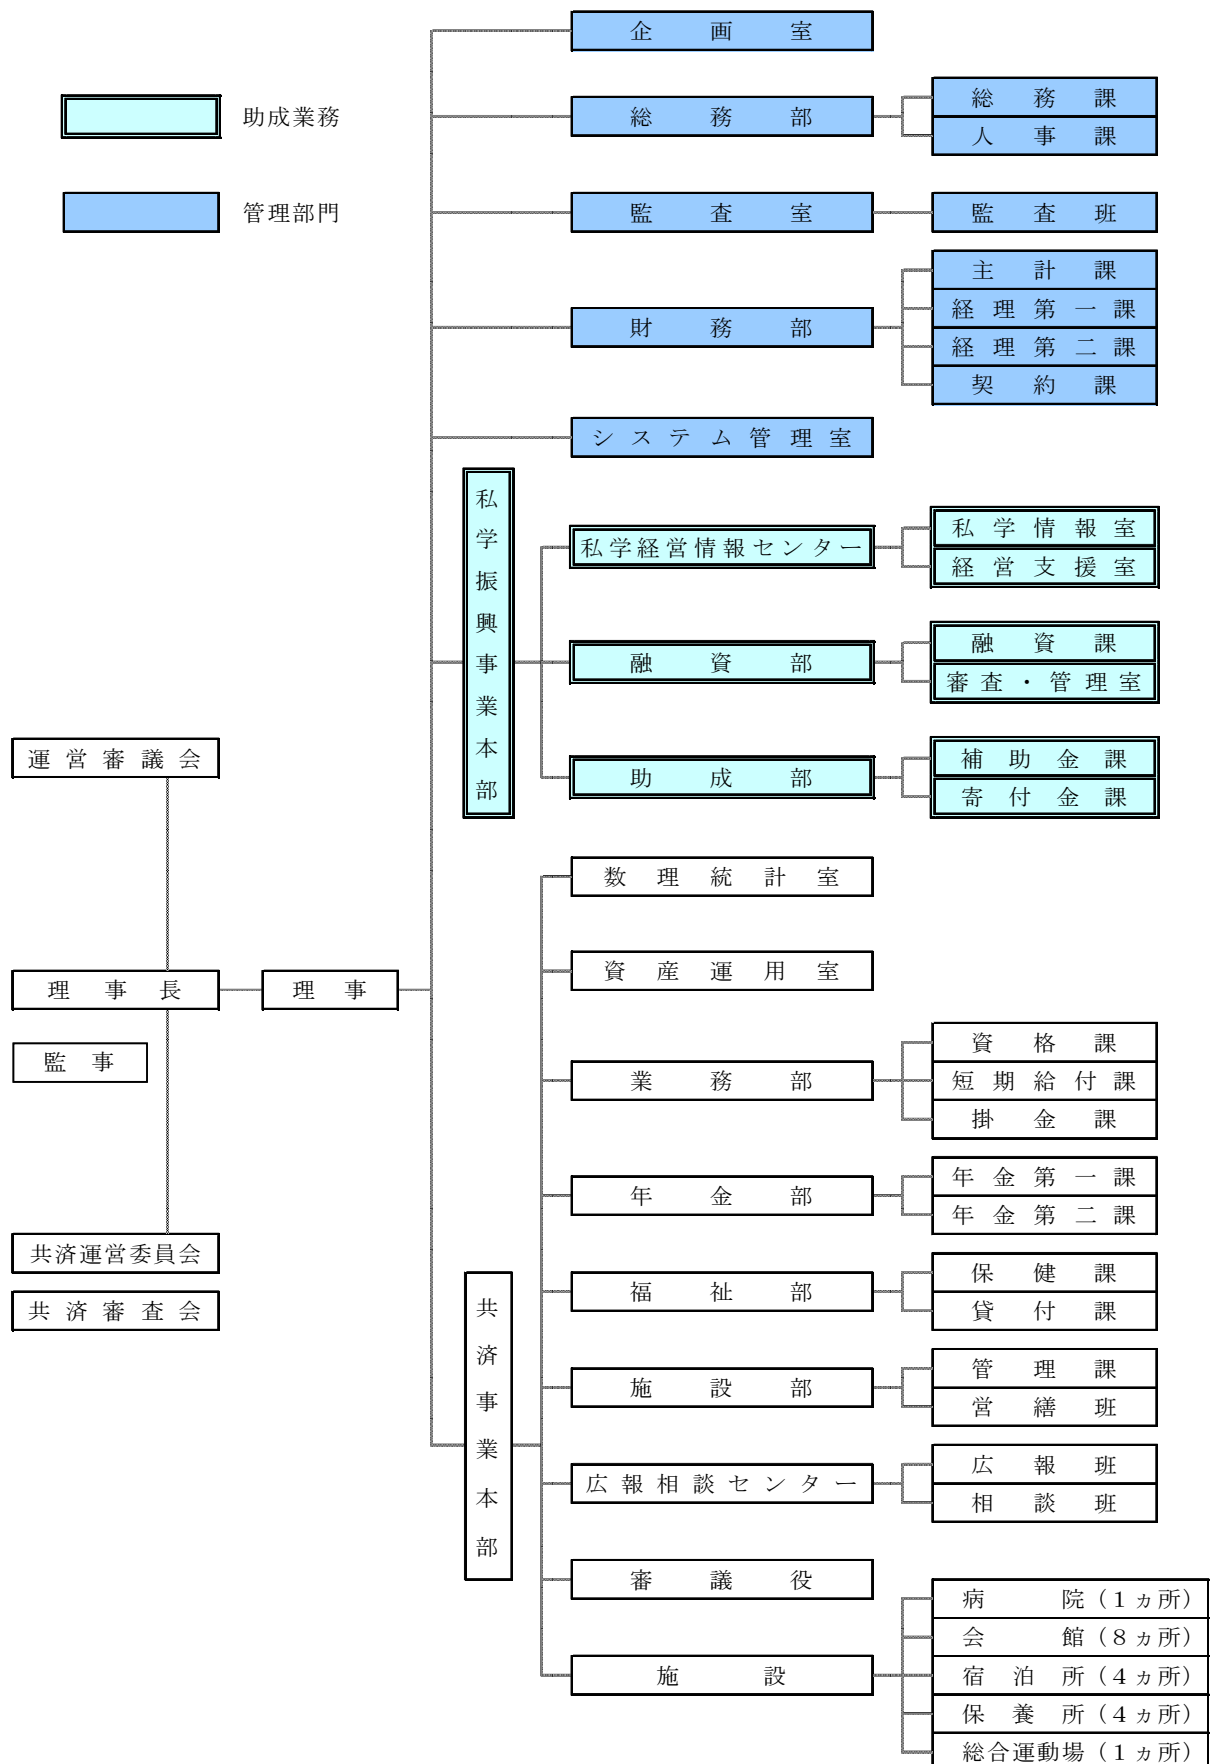 助成業務
管理部門
企画室
総務部
総務課
人事課
監査室
監査班
財務部
主計課
経理第一課
経理第二課
契約課
システム管理室
私学振興事業本部
私学経営情報センター
私学情報室
経営支援室
融資部
融資課
審査・管理室
助成部
補助金課
寄付金課
運営審議会
理事長
理事
監事
共済運営委員会
共済審査会
共済事業本部
数理統計室
資産運用室
業務部
資格課
短期給付課
掛金課
年金部
年金第一課
年金第二課
福祉部
保健課
貸付課
施設部
管理課
営繕班
広報相談センター
広報班
相談班
審議役
施設
病院(1ヵ所)
会館(8ヵ所)
宿泊所(4ヵ所)
保養所(4ヵ所)
総合運動場(1ヵ所)